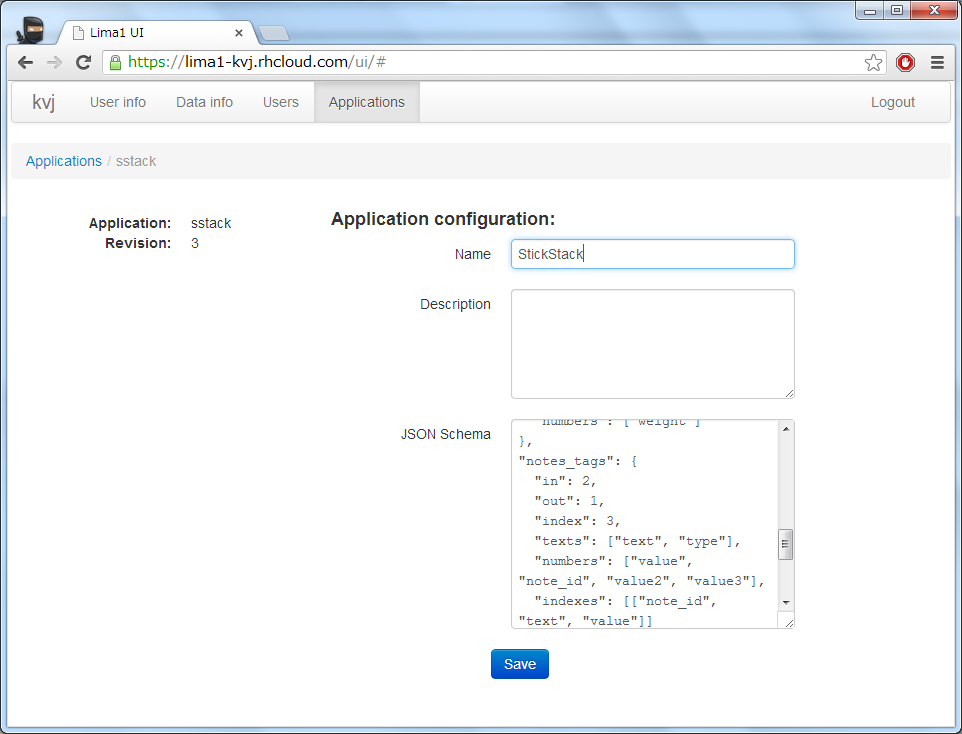 Lima1 UI
https://lima1-kvj.rhcloud.com/ui/#
kvj User info Data info Users Applications Logout
Applications / sstack
Application: sstack
Revision: 3
Application configuration:
Name StickStack
Description
JSON Schema
"numbers": ["weight"]
},
"notes_tags": {
"in": 2,
"out": 1,
"index": 3,
"texts": ["text", "type"],
"numbers": ["value",
"note_id", "value2", "value3"],
"indexes": [["note_id",
"text", "value"]]
Save